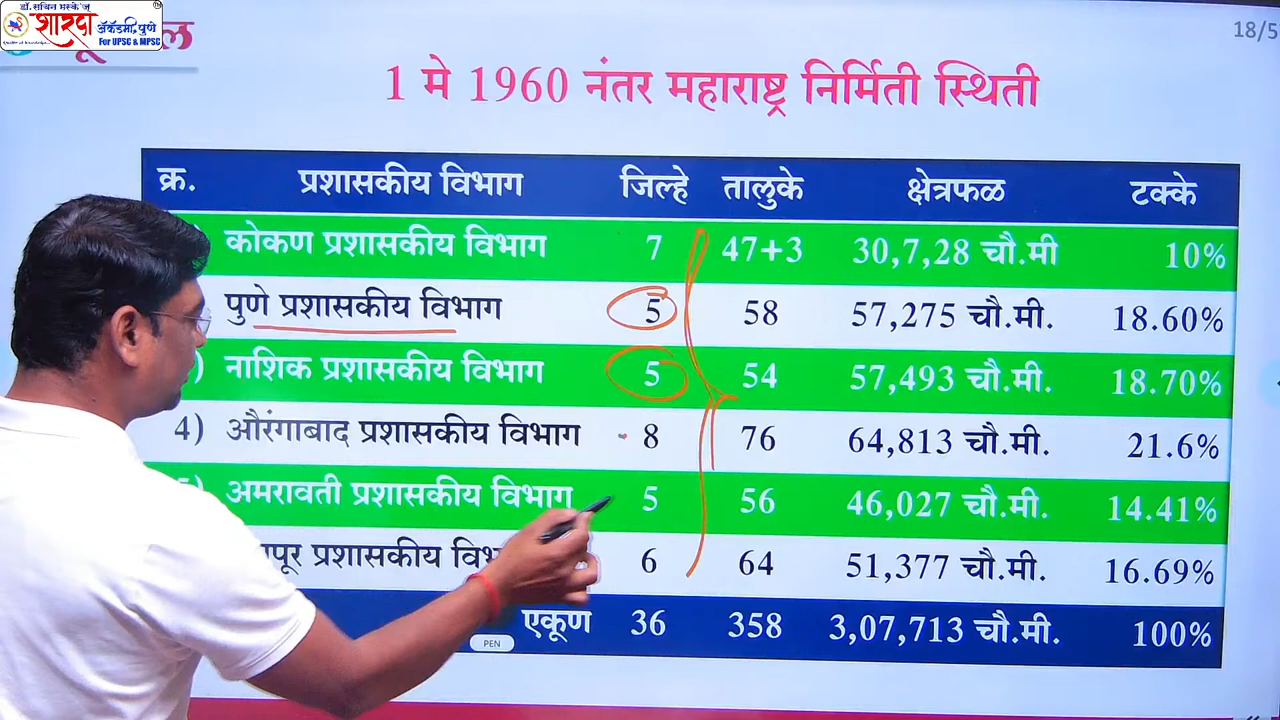 डॉ. सचिन भस्के'ज्
शारदा
ॲकॅडमी, पुणे
For UPSC & MPSC
18/5
1 मे 1960 नंतर महाराष्ट्र निर्मिती स्थिती
क्र. प्रशासकीय विभाग जिल्हे तालुके क्षेत्रफळ टक्के
कोकण प्रशासकीय विभाग 7 47+3 30,7,28 चौ.मी 10%
पुणे प्रशासकीय विभाग 5 58 57,275 चौ.मी. 18.60%
) नाशिक प्रशासकीय विभाग 5 54 57,493 चौ.मी. 18.70%
4) औरंगाबाद प्रशासकीय विभाग 8 76 64,813 चौ.मी. 21.6%
5) अमरावती प्रशासकीय विभाग 5 56 46,027 चौ.मी. 14.41%
पूर प्रशासकीय विभ 6 64 51,377 चौ.मी. 16.69%
एकूण 36 358 3,07,713 चौ.मी. 100%
PEN